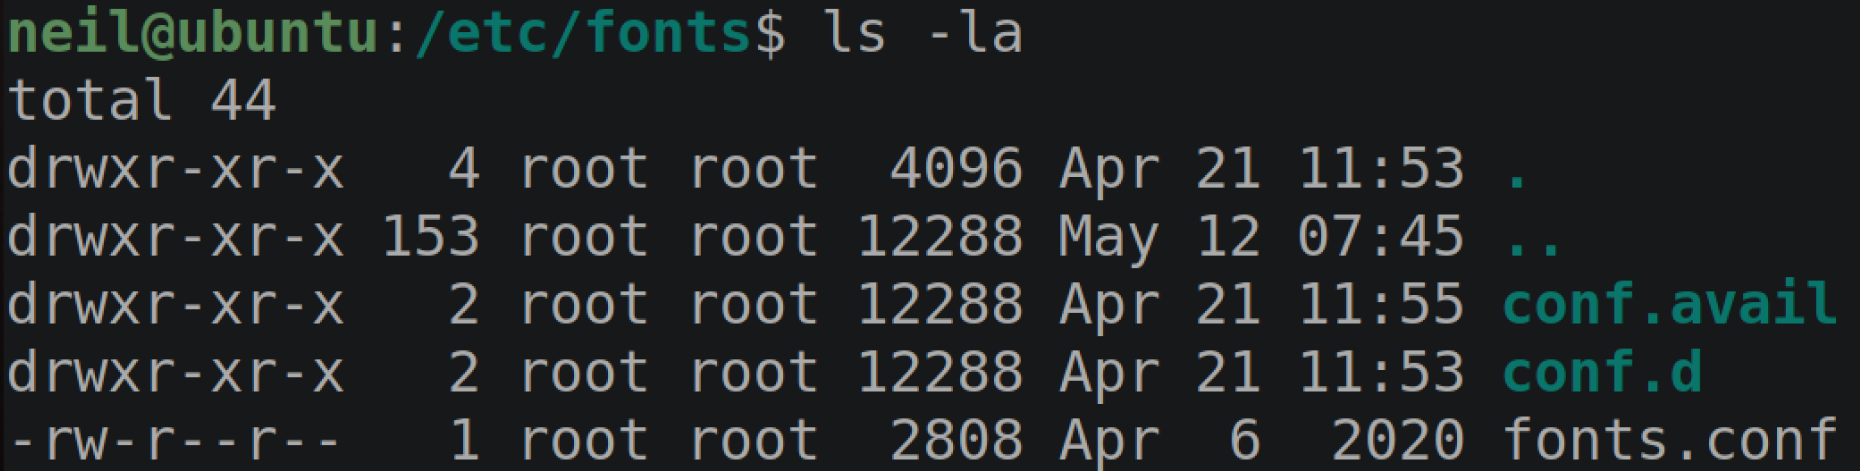 neil@ubuntu:/etc/fonts$ ls -la
total 44
drwxr-xr-x   4 root root  4096 Apr 21 11:53 .
drwxr-xr-x 153 root root 12288 May 12 07:45 ..
drwxr-xr-x   2 root root 12288 Apr 21 11:55 conf.avail
drwxr-xr-x   2 root root 12288 Apr 21 11:53 conf.d
-rw-r--r--   1 root root  2808 Apr  6  2020 fonts.conf